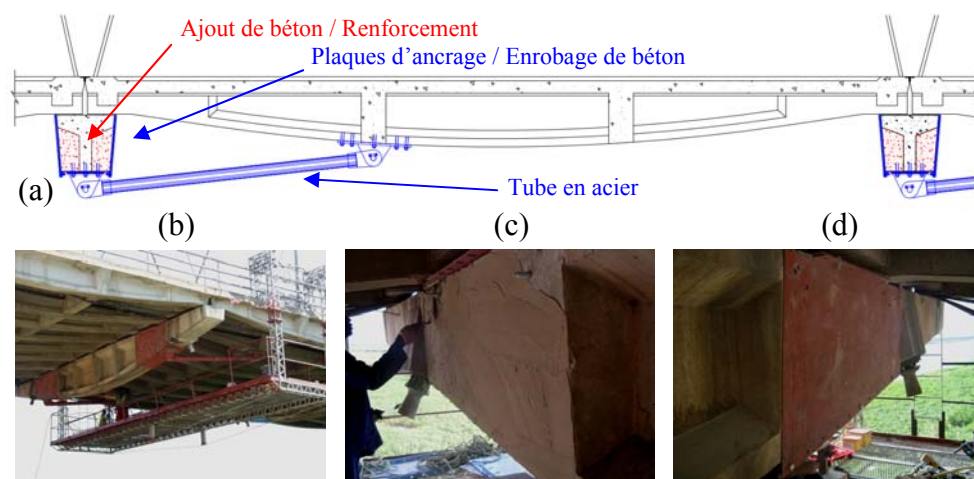 Ajout de béton / Renforcement
Plaques d’ancrage / Enrobage de béton
Tube en acier
(a)
(b)
(c)
(d)